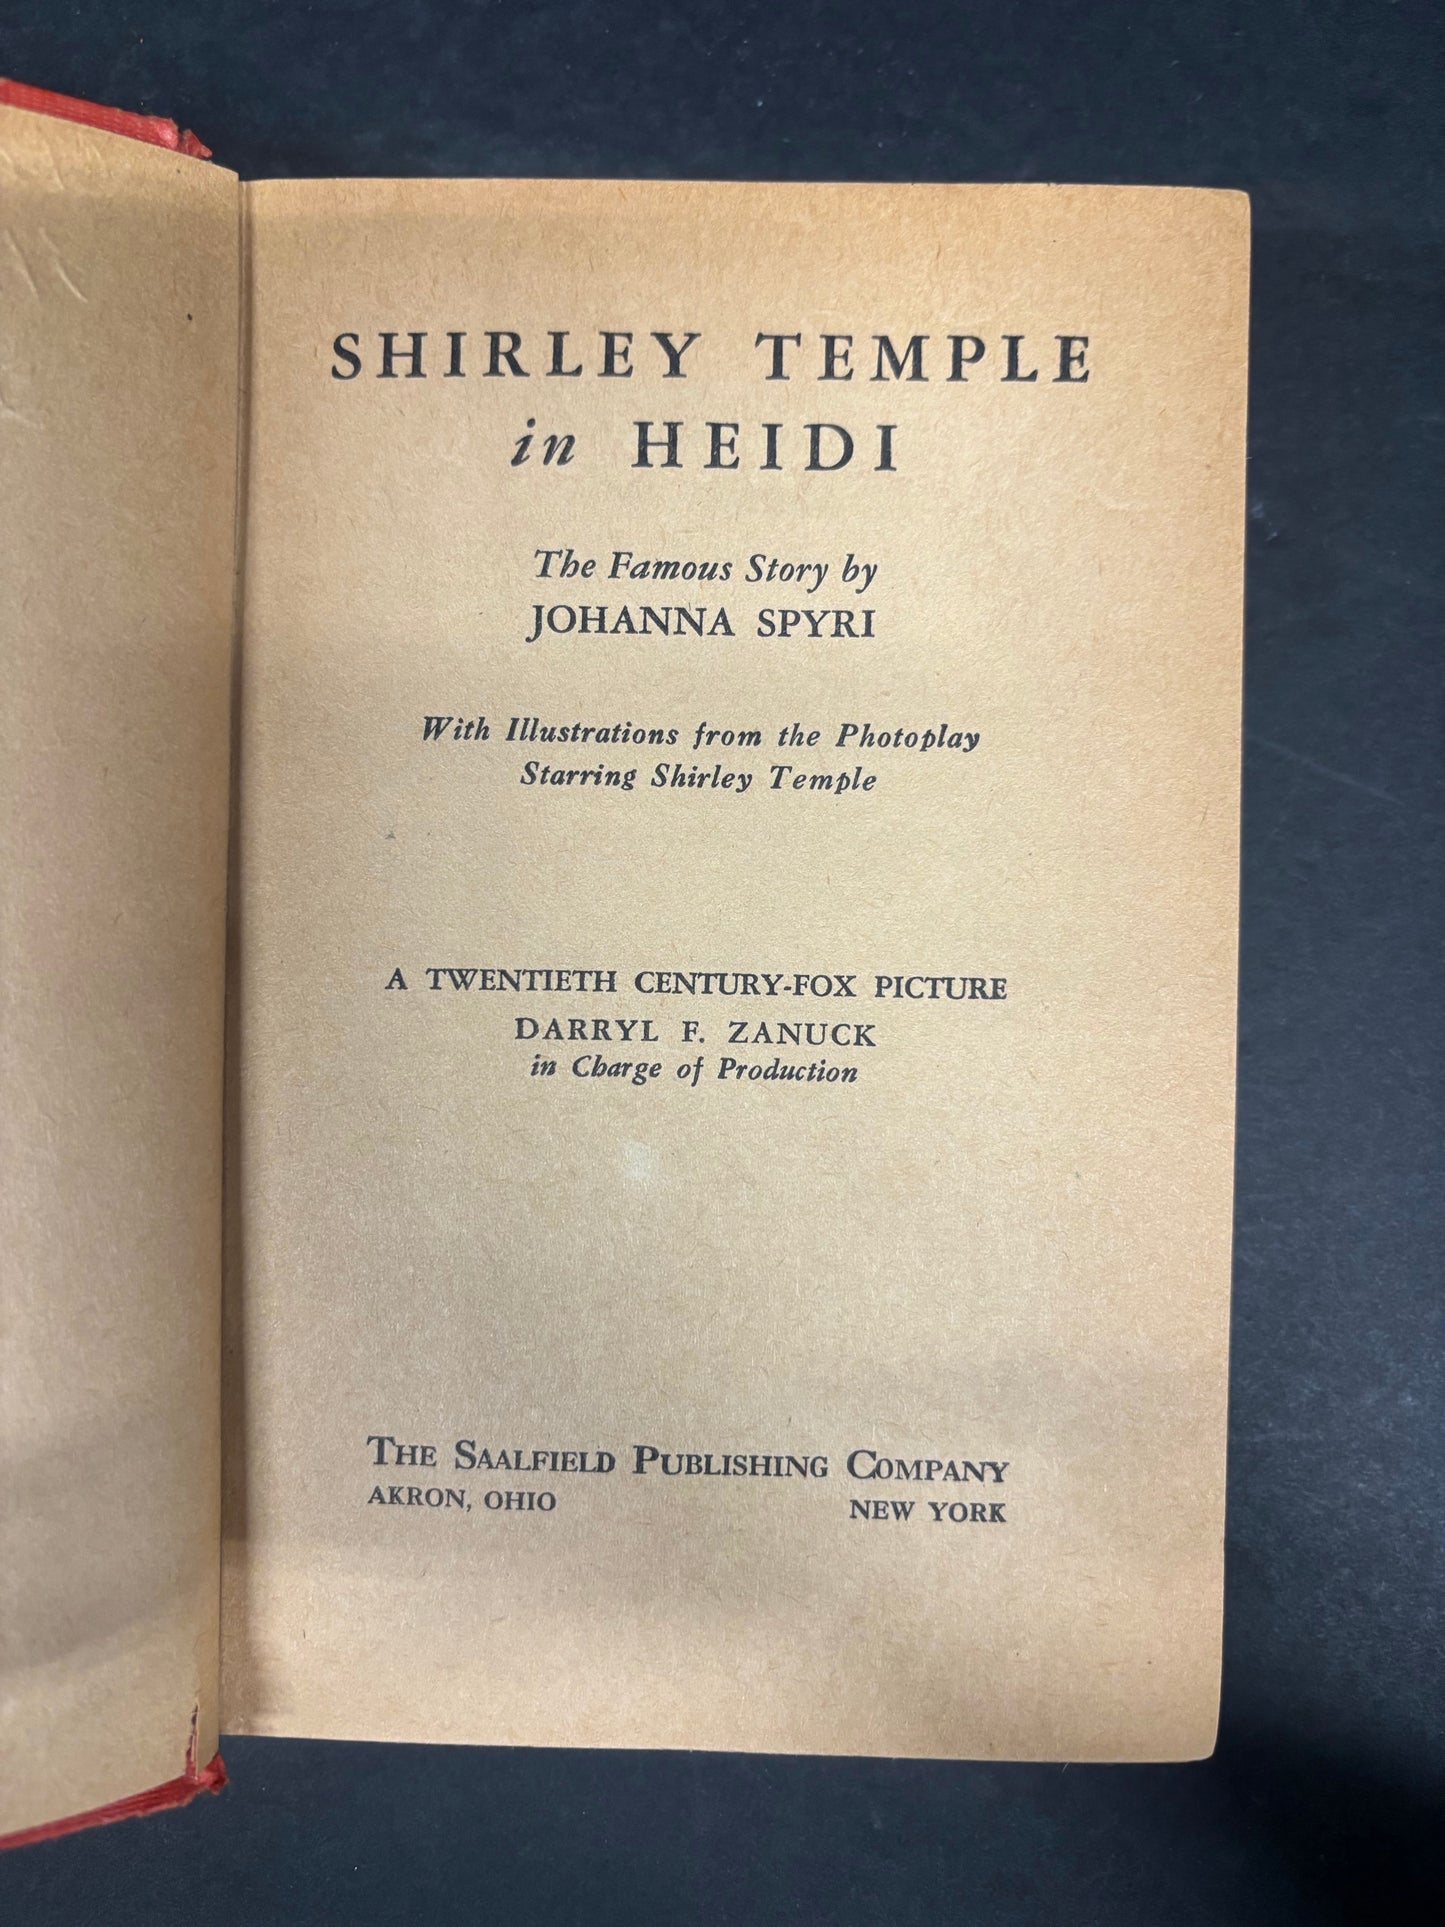 SHIRLEY TEMPLE
in HEIDI
The Famous Story by
JOHANNA SPYRI
With Illustrations from the Photoplay
Starring Shirley Temple
A TWENTIETH CENTURY-FOX PICTURE
DARRYL F. ZANUCK
in Charge of Production
THE SAALFIELD PUBLISHING COMPANY
AKRON, OHIO NEW YORK